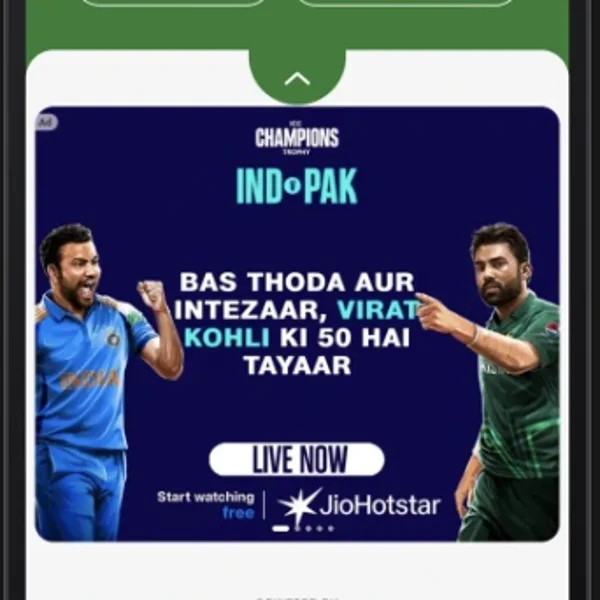 Ad
ICC
CHAMPIONS
TROPHY
IND V PAK
BAS THODA AUR
INTEZAAR, VIRAT
KOHLI KI 50 HAI
TAYAAR
INDIA
LIVE NOW
Start watching
free
JioHotstar